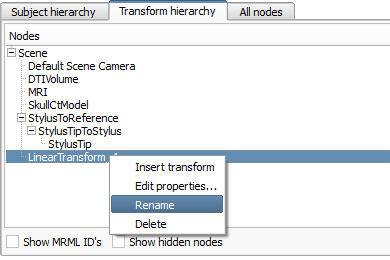 Subject hierarchy Transform hierarchy All nodes
Nodes
Scene
Default Scene Camera
DTIVolume
MRI
SkullCtModel
StylusToReference
StylusTipToStylus
StylusTip
LinearTransform
Insert transform
Edit properties...
Rename
Delete
Show MRML ID's Show hidden nodes